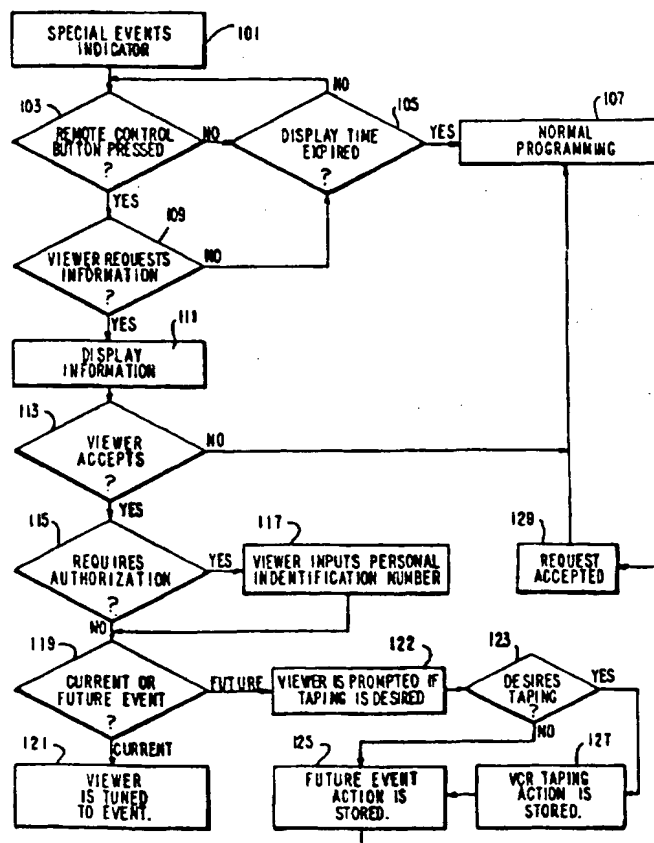 SPECIAL EVENTS
INDICATOR
101
NO
103
REMOTE CONTROL
BUTTON PRESSED
?
NO
105
DISPLAY TIME
EXPIRED
?
YES
107
NORMAL
PROGRAMMING
YES
109
VIEWER REQUESTS
INFORMATION
?
NO
YES
111
DISPLAY
INFORMATION
113
VIEWER
ACCEPTS
?
NO
YES
115
REQUIRES
AUTHORIZATION
?
YES
117
VIEWER INPUTS PERSONAL
INDENTIFICATION NUMBER
129
REQUEST
ACCEPTED
NO
119
CURRENT OR
FUTURE EVENT
?
FUTURE
122
VIEWER IS PROMPTED IF
TAPING IS DESIRED
123
DESIRES
TAPING
?
YES
NO
CURRENT
121
VIEWER
IS TUNED
TO EVENT.
125
FUTURE EVENT
ACTION IS
STORED.
127
VCR TAPING
ACTION IS
STORED.